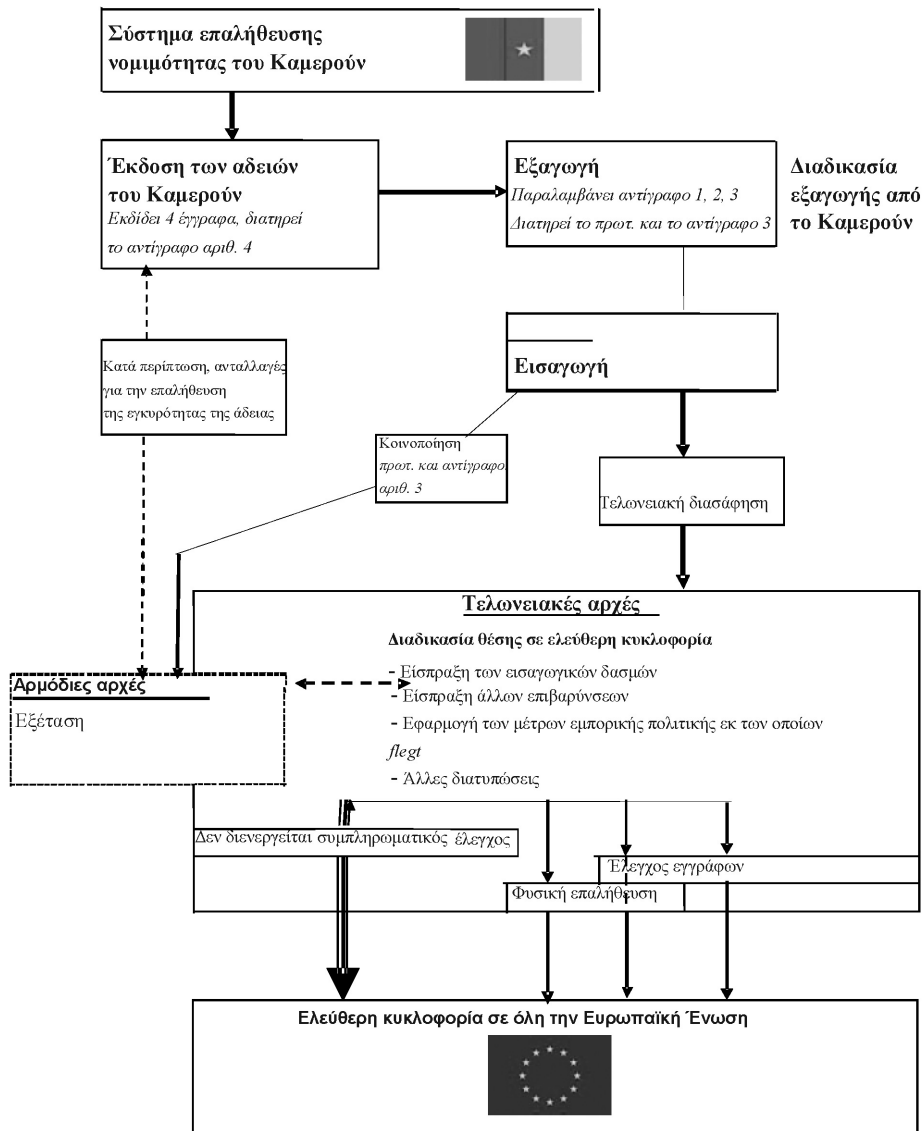 Σύστημα επαλήθευσης
νομιμότητας του Καμερούν
Έκδοση των αδειών
του Καμερούν
Εκδίδει 4 έγγραφα, διατηρεί
το αντίγραφο αριθ. 4
Εξαγωγή
Παραλαμβάνει αντίγραφο 1, 2, 3
Διατηρεί το πρωτ. και το αντίγραφο 3
Διαδικασία
εξαγωγής από
το Καμερούν
Κατά περίπτωση, ανταλλαγές
για την επαλήθευση
της εγκυρότητας της άδειας
Εισαγωγή
Κοινοποίηση
πρωτ. και αντίγραφο
αριθ. 3
Τελωνειακή διασάφηση
Τελωνειακές αρχές
Διαδικασία θέσης σε ελεύθερη κυκλοφορία
- Είσπραξη των εισαγωγικών δασμών
- Είσπραξη άλλων επιβαρύνσεων
- Εφαρμογή των μέτρων εμπορικής πολιτικής εκ των οποίων
flegt
- Άλλες διατυπώσεις
Αρμόδιες αρχές
Εξέταση
Δεν διενεργείται συμπληρωματικός έλεγχος
Έλεγχος εγγράφων
Φυσική επαλήθευση
Ελεύθερη κυκλοφορία σε όλη την Ευρωπαϊκή Ένωση